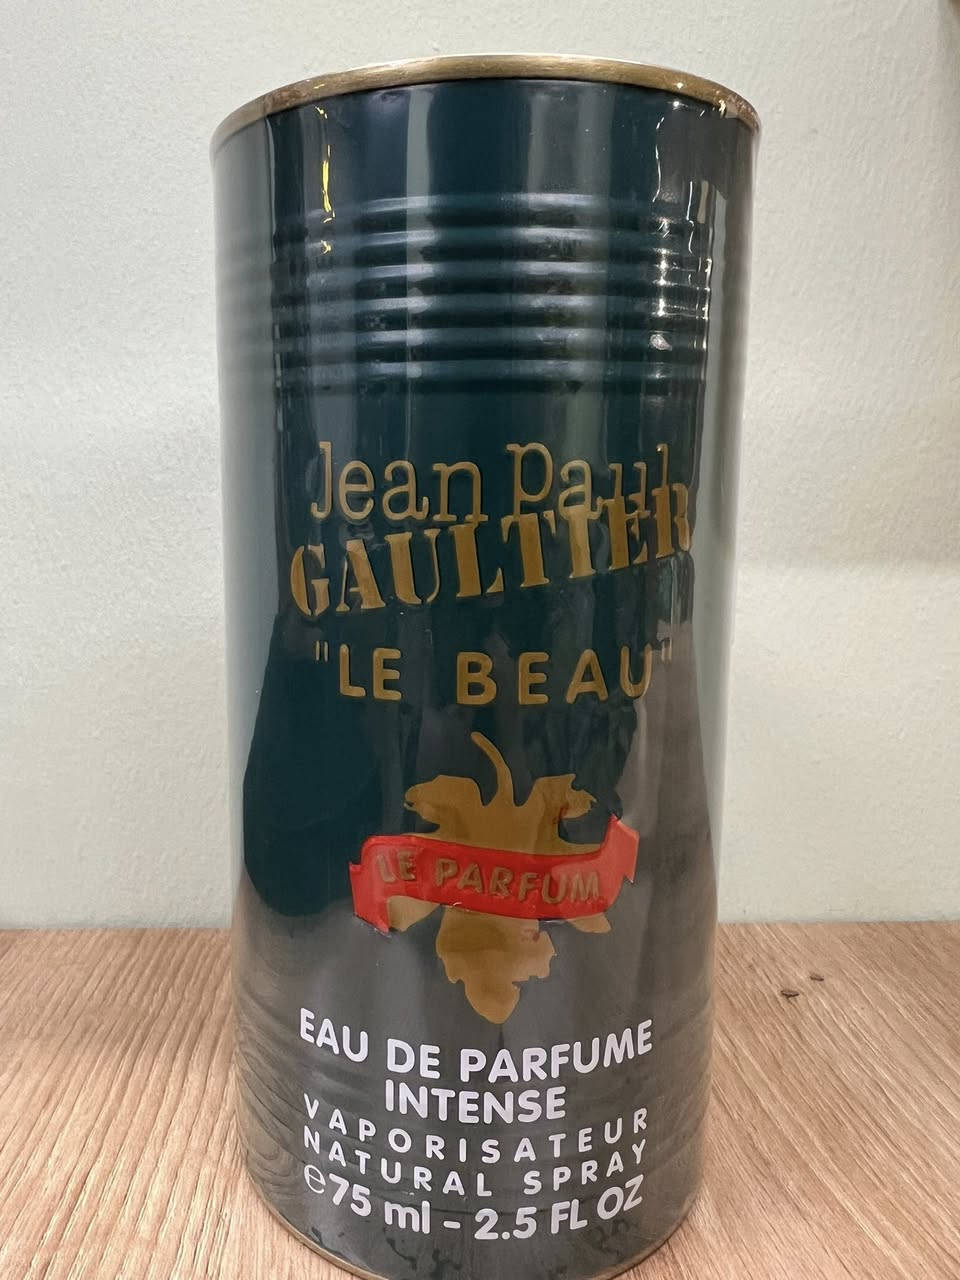 Jean Paul
GAULTIER
"LE BEAU"
LE PARFUM
EAU DE PARFUME
INTENSE
VAPORISATEUR
NATURAL SPRAY
℮75 ml - 2.5 FL OZ